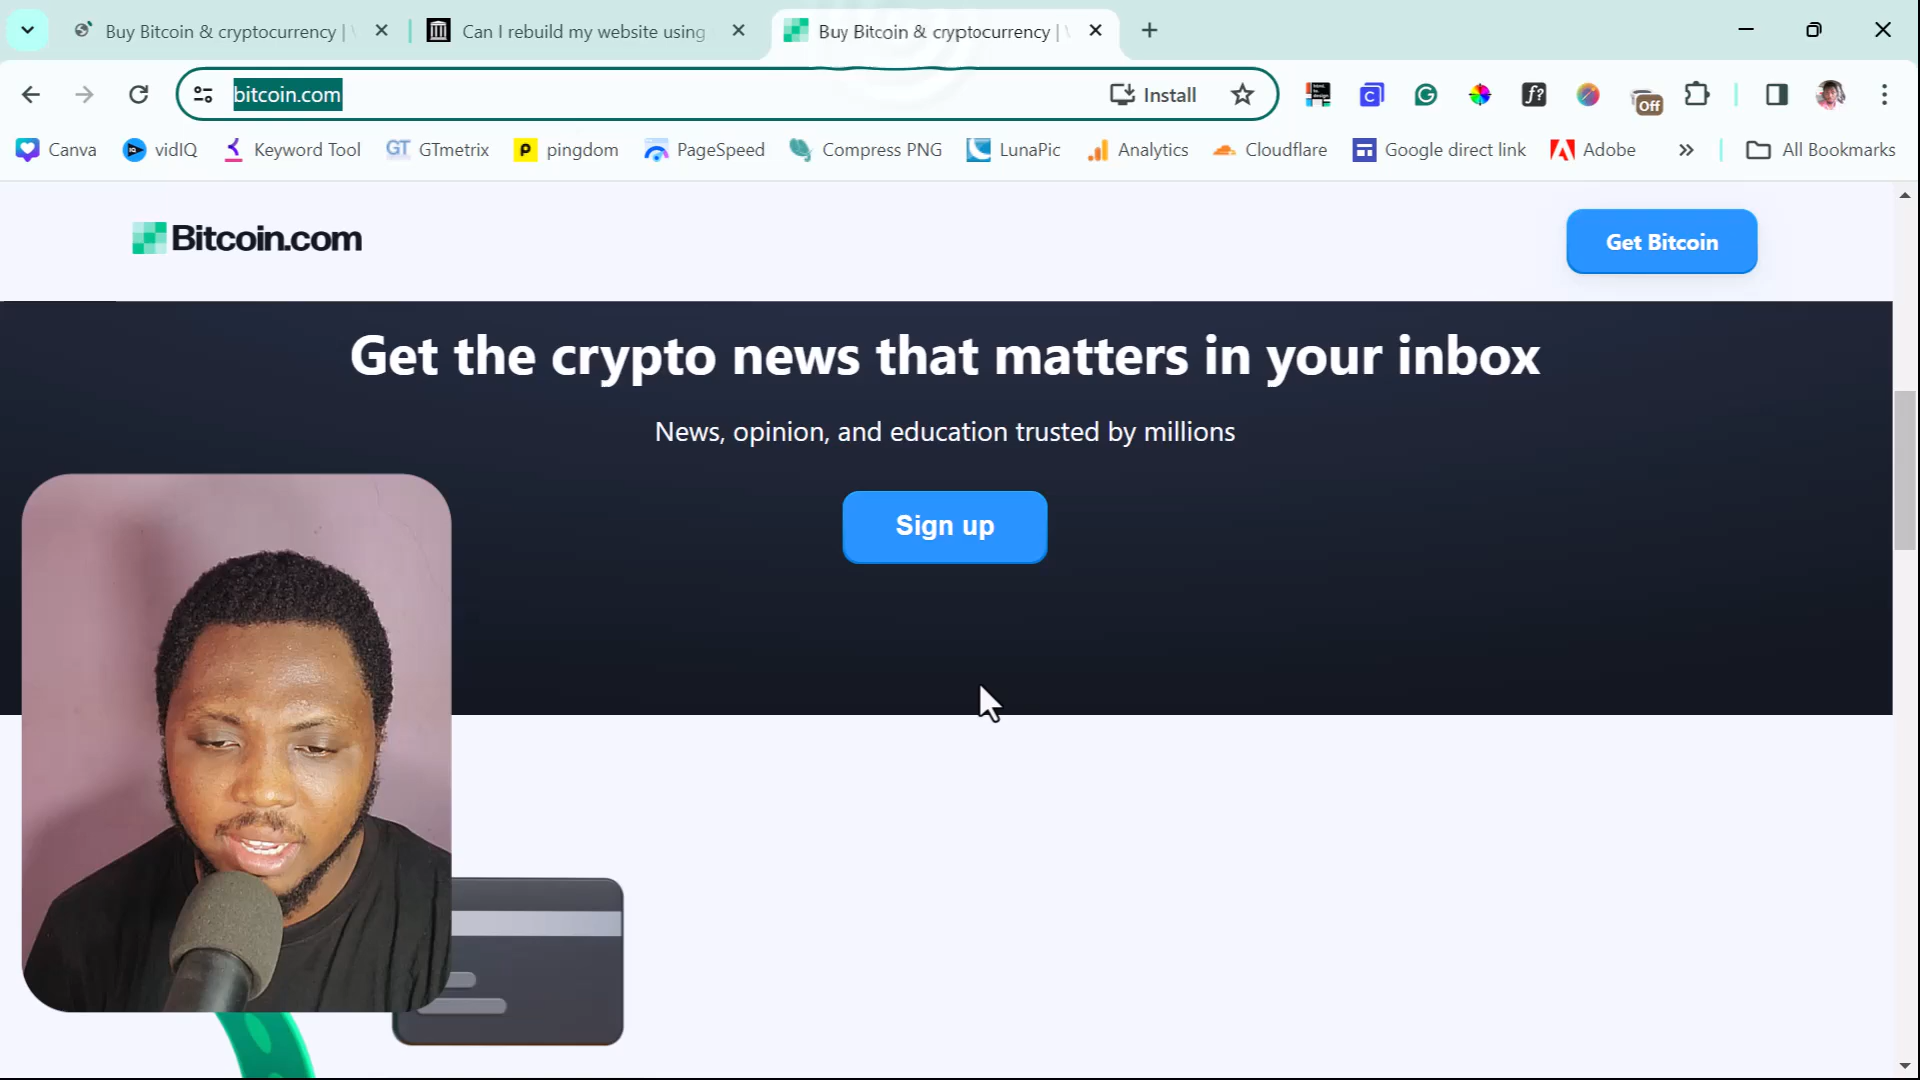 Buy Bitcoin & cryptocurrency |
Can I rebuild my website using
Buy Bitcoin & cryptocurrency |
bitcoin.com
Install
Off
Canva
vidIQ
Keyword Tool
GT GTmetrix
p pingdom
PageSpeed
Compress PNG
LunaPic
Analytics
Cloudflare
Google direct link
Adobe
All Bookmarks
Bitcoin.com
Get Bitcoin
Get the crypto news that matters in your inbox
News, opinion, and education trusted by millions
Sign up